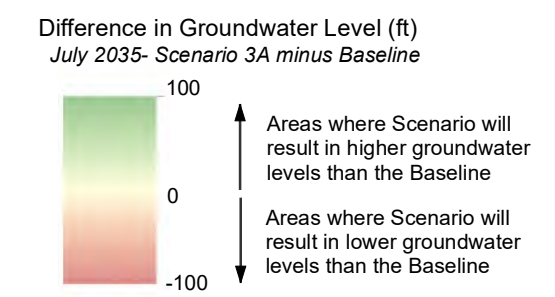 Difference in Groundwater Level (ft)
July 2035- Scenario 3A minus Baseline
100
Areas where Scenario will
result in higher groundwater
levels than the Baseline
0
Areas where Scenario will
result in lower groundwater
levels than the Baseline
-100